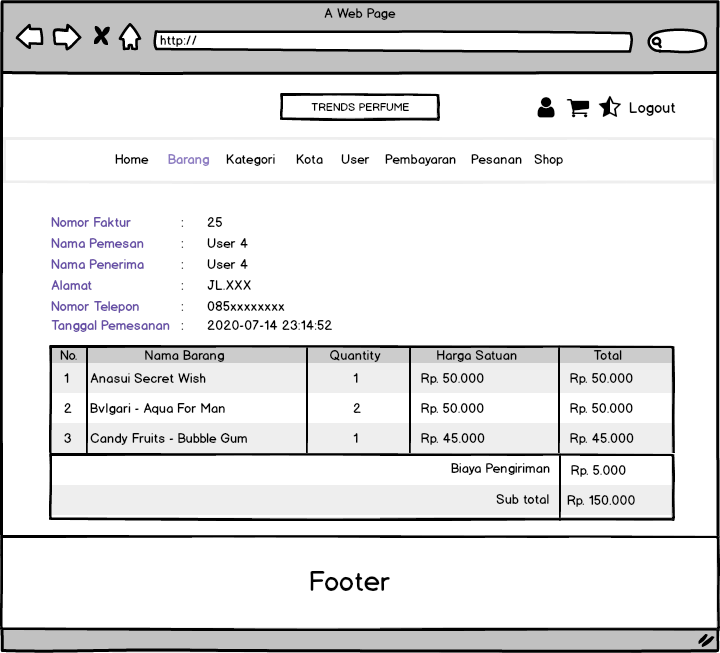 A Web Page
http://
TRENDS PERFUME
Logout
Home Barang Kategori Kota User Pembayaran Pesanan Shop
Nomor Faktur : 25
Nama Pemesan : User 4
Nama Penerima : User 4
Alamat : JL.XXX
Nomor Telepon : 085xxxxxxxx
Tanggal Pemesanan : 2020-07-14 23:14:52
No. Nama Barang Quantity Harga Satuan Total
1 Anasui Secret Wish 1 Rp. 50.000 Rp. 50.000
2 Bvlgari - Aqua For Man 2 Rp. 50.000 Rp. 50.000
3 Candy Fruits - Bubble Gum 1 Rp. 45.000 Rp. 45.000
Biaya Pengiriman Rp. 5.000
Sub total Rp. 150.000
Footer